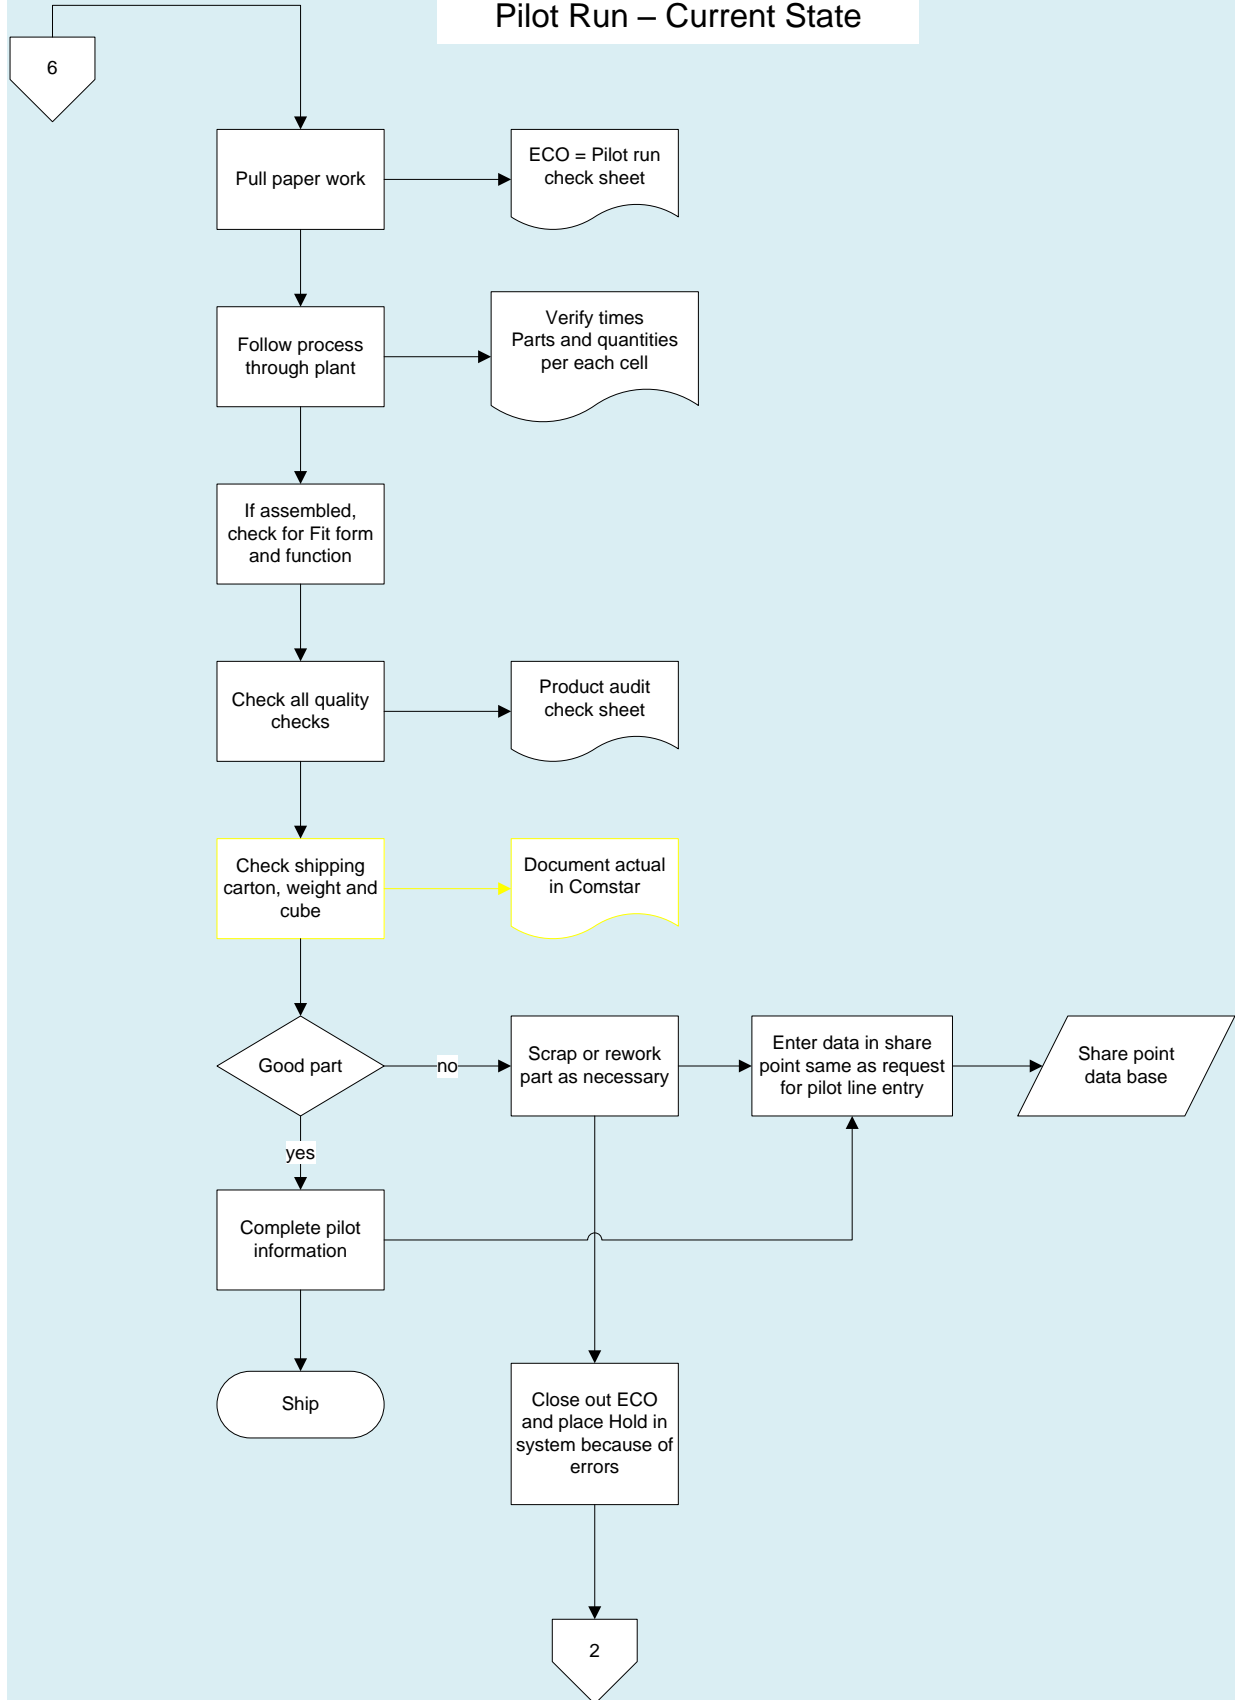 Pilot Run – Current State
6
Pull paper work
ECO = Pilot run
check sheet
Follow process
through plant
Verify times
Parts and quantities
per each cell
If assembled,
check for Fit form
and function
Check all quality
checks
Product audit
check sheet
Check shipping
carton, weight and
cube
Document actual
in Comstar
Good part
no
Scrap or rework
part as necessary
Enter data in share
point same as request
for pilot line entry
Share point
data base
yes
Complete pilot
information
Ship
Close out ECO
and place Hold in
system because of
errors
2